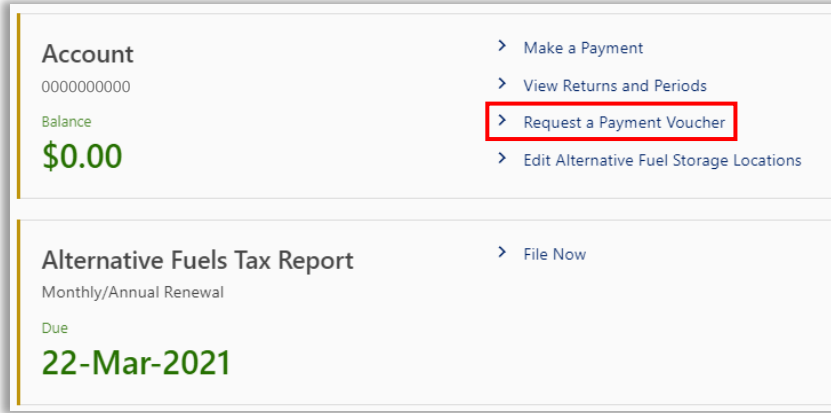 Account
0000000000
Balance
$0.00
Make a Payment
View Returns and Periods
Request a Payment Voucher
Edit Alternative Fuel Storage Locations
Alternative Fuels Tax Report
Monthly/Annual Renewal
Due
22-Mar-2021
File Now